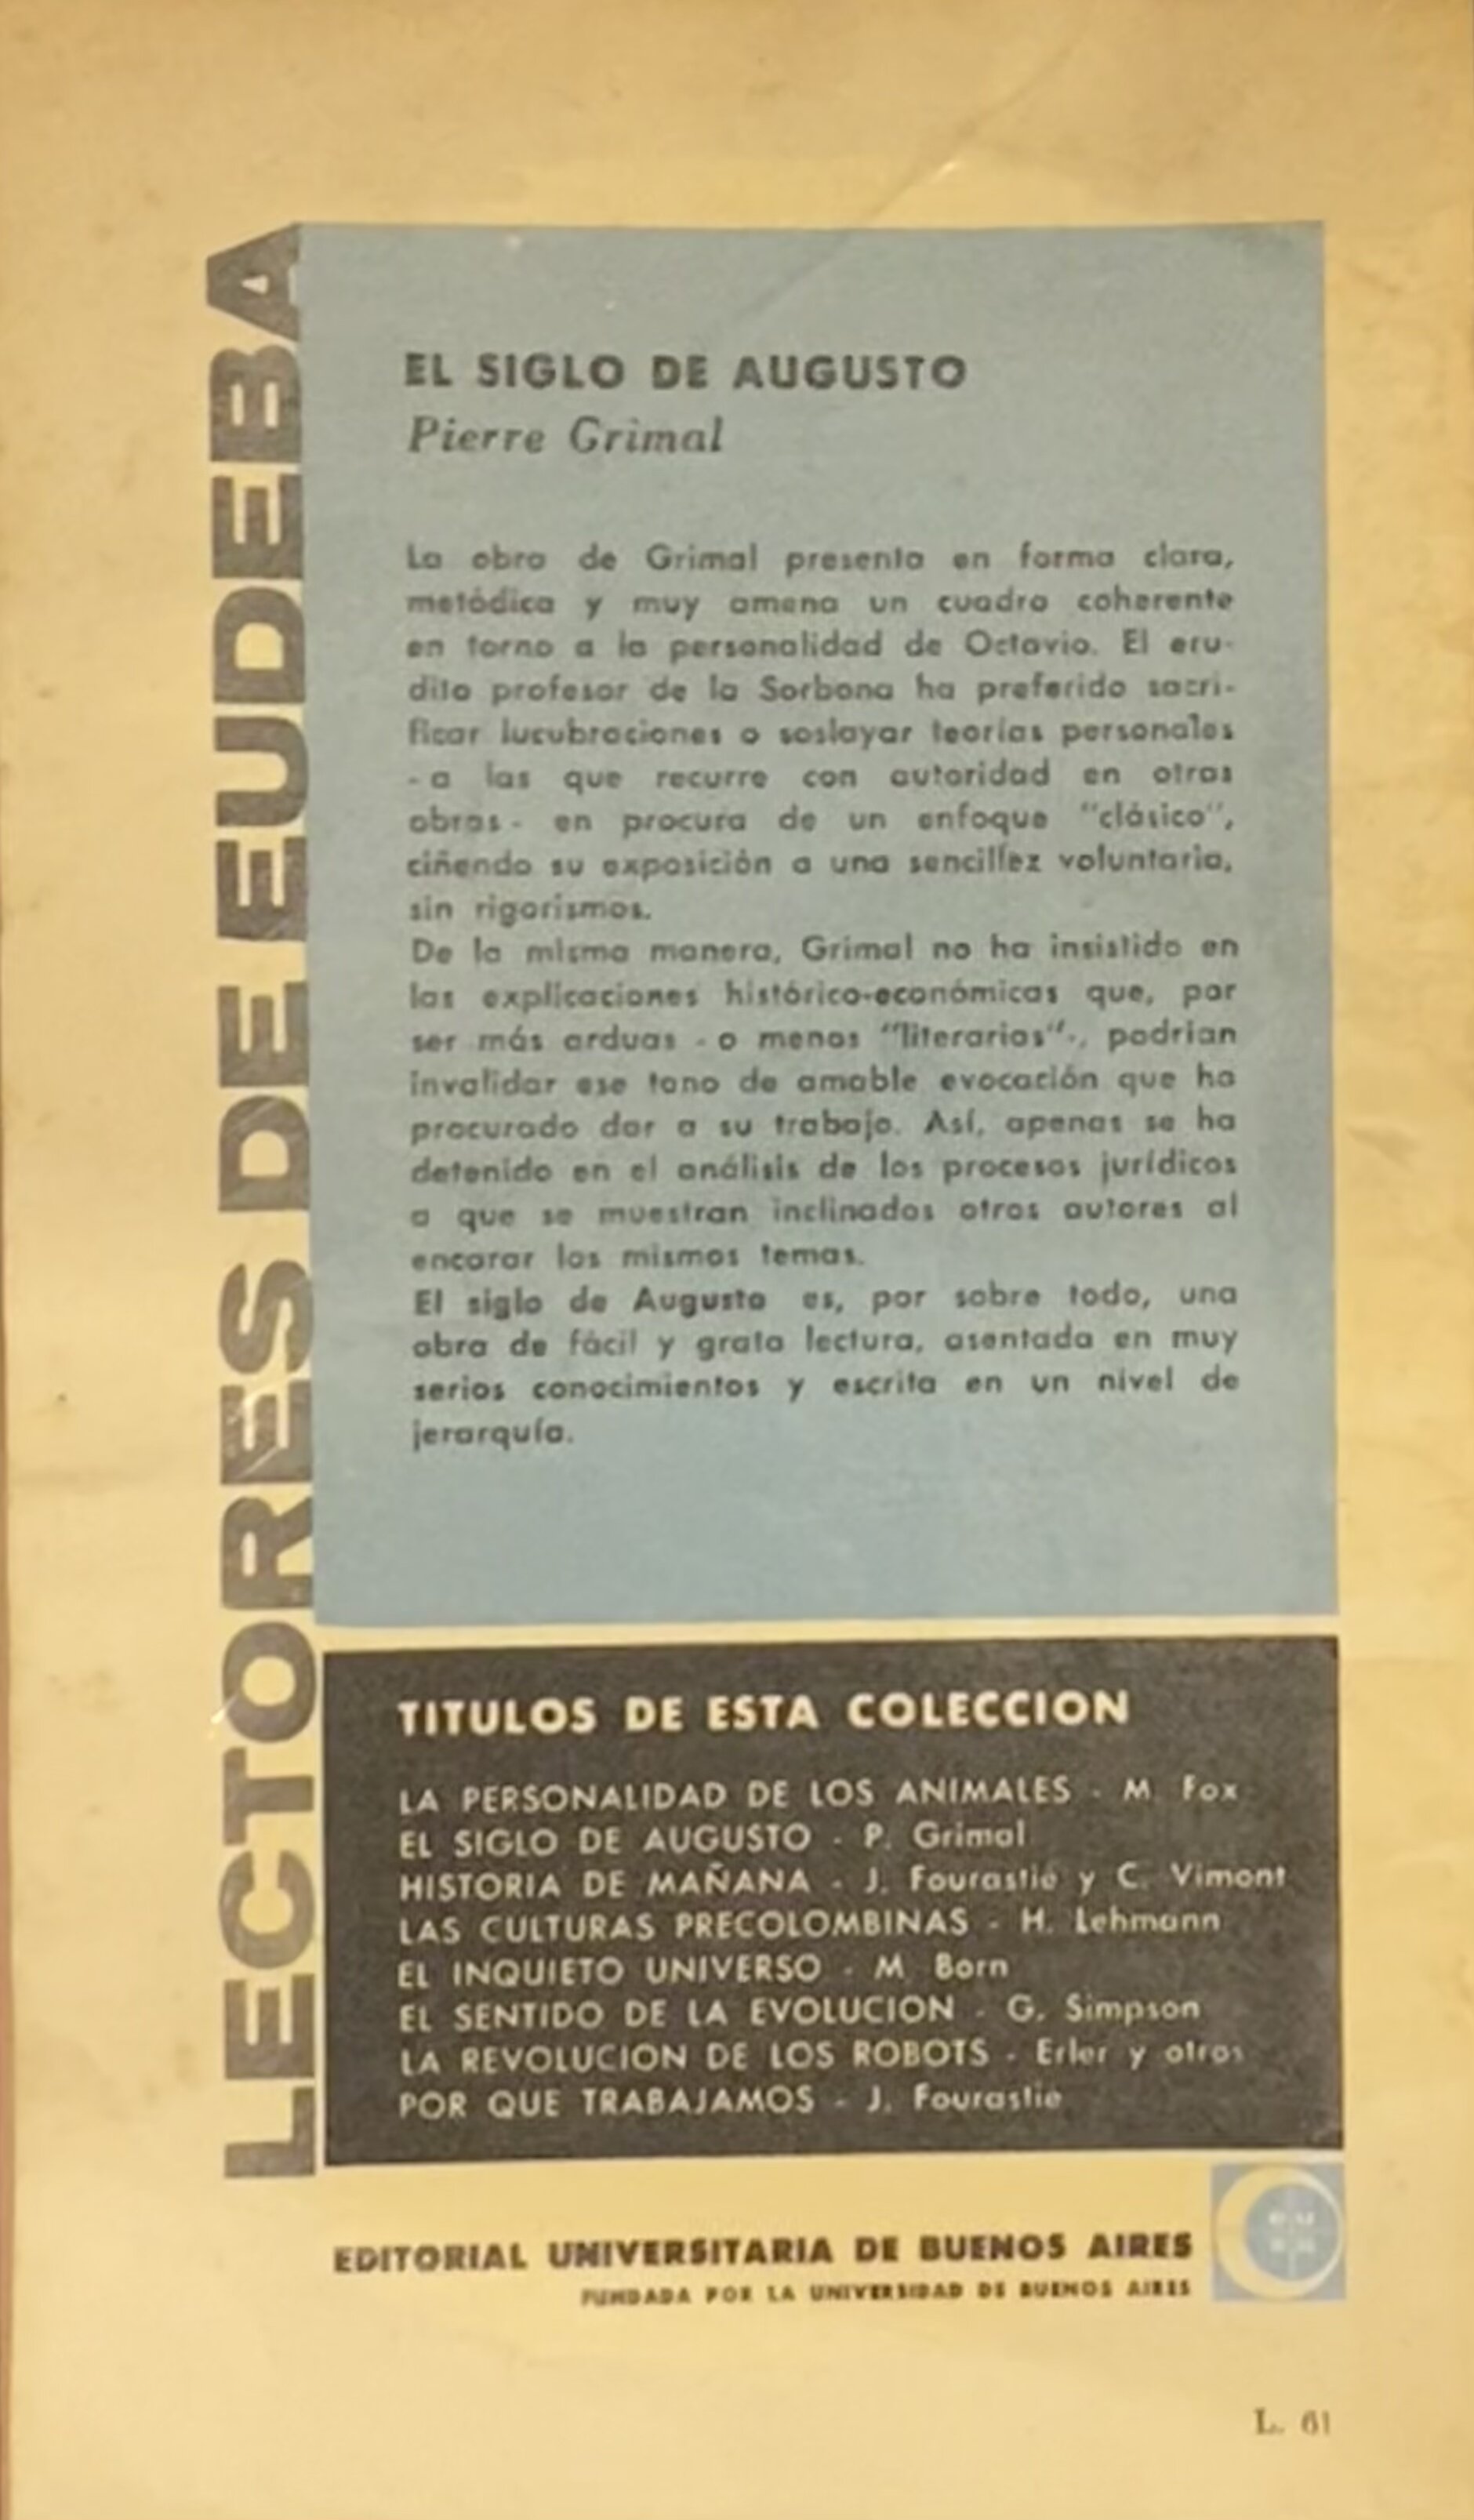 LECTORES DE EUDEBA
EL SIGLO DE AUGUSTO
Pierre Grimal
La obra de Grimal presenta en forma clara,
metódica y muy amena un cuadro coherente
en torno a la personalidad de Octavio. El eru-
dito profesor de la Sorbona ha preferido sacri-
ficar lucubraciones o soslayar teorías personales
- a las que recurre con autoridad en otras
obras - en procura de un enfoque "clásico",
ciñendo su exposición a una sencillez voluntaria,
sin rigorismos.
De la misma manera, Grimal no ha insistido en
las explicaciones histórico-económicas que, por
ser más arduas - o menos "literarias"-, podrían
invalidar ese tono de amable evocación que ha
procurado dar a su trabajo. Así, apenas se ha
detenido en el análisis de los procesos jurídicos
a que se muestran inclinados otros autores al
encarar los mismos temas.
El siglo de Augusto es, por sobre todo, una
obra de fácil y grata lectura, asentada en muy
serios conocimientos y escrita en un nivel de
jerarquía.
TITULOS DE ESTA COLECCION
LA PERSONALIDAD DE LOS ANIMALES - M. Fox
EL SIGLO DE AUGUSTO - P. Grimal
HISTORIA DE MAÑANA - J. Fourastié y C. Vimont
LAS CULTURAS PRECOLOMBINAS - H. Lehmann
EL INQUIETO UNIVERSO - M. Born
EL SENTIDO DE LA EVOLUCION - G. Simpson
LA REVOLUCION DE LOS ROBOTS - Erler y otros
POR QUE TRABAJAMOS - J. Fourastie
EDITORIAL UNIVERSITARIA DE BUENOS AIRES
FUNDADA POR LA UNIVERSIDAD DE BUENOS AIRES
L. 61